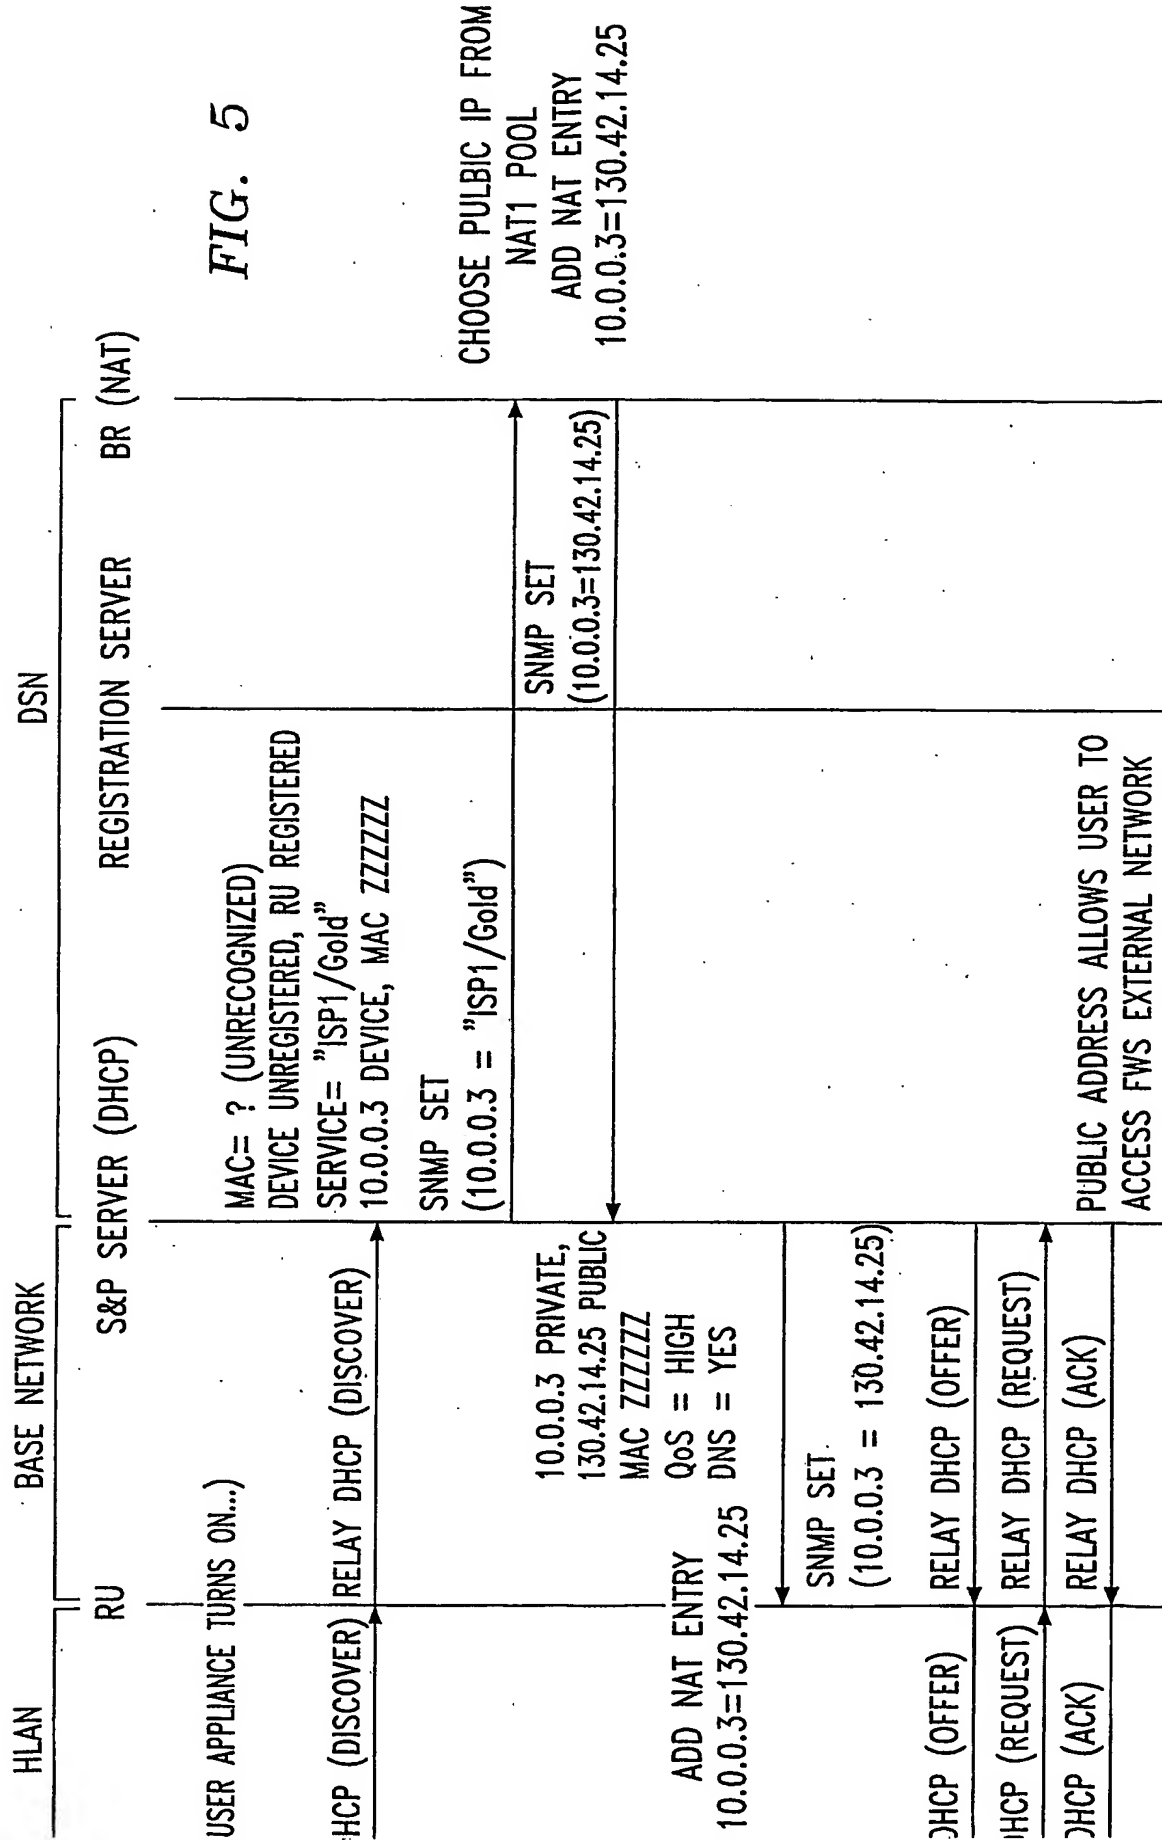 FIG. 5
HLAN
BASE NETWORK
DSN
RU
S&P SERVER (DHCP)
REGISTRATION SERVER
BR (NAT)
USER APPLIANCE TURNS ON...)
HCP (DISCOVER)
RELAY DHCP (DISCOVER)
MAC= ? (UNRECOGNIZED)
DEVICE UNREGISTERED, RU REGISTERED
SERVICE= "ISP1/Gold"
10.0.0.3 DEVICE, MAC ZZZZZZ
SNMP SET
(10.0.0.3 = "ISP1/Gold")
CHOOSE PULBIC IP FROM
NAT1 POOL
ADD NAT ENTRY
10.0.0.3=130.42.14.25
SNMP SET
(10.0.0.3=130.42.14.25)
10.0.0.3 PRIVATE,
130.42.14.25 PUBLIC
MAC ZZZZZZ
QoS = HIGH
DNS = YES
ADD NAT ENTRY
10.0.0.3=130.42.14.25
SNMP SET
(10.0.0.3 = 130.42.14.25)
DHCP (OFFER)
RELAY DHCP (OFFER)
DHCP (REQUEST)
RELAY DHCP (REQUEST)
DHCP (ACK)
RELAY DHCP (ACK)
PUBLIC ADDRESS ALLOWS USER TO
ACCESS FWS EXTERNAL NETWORK